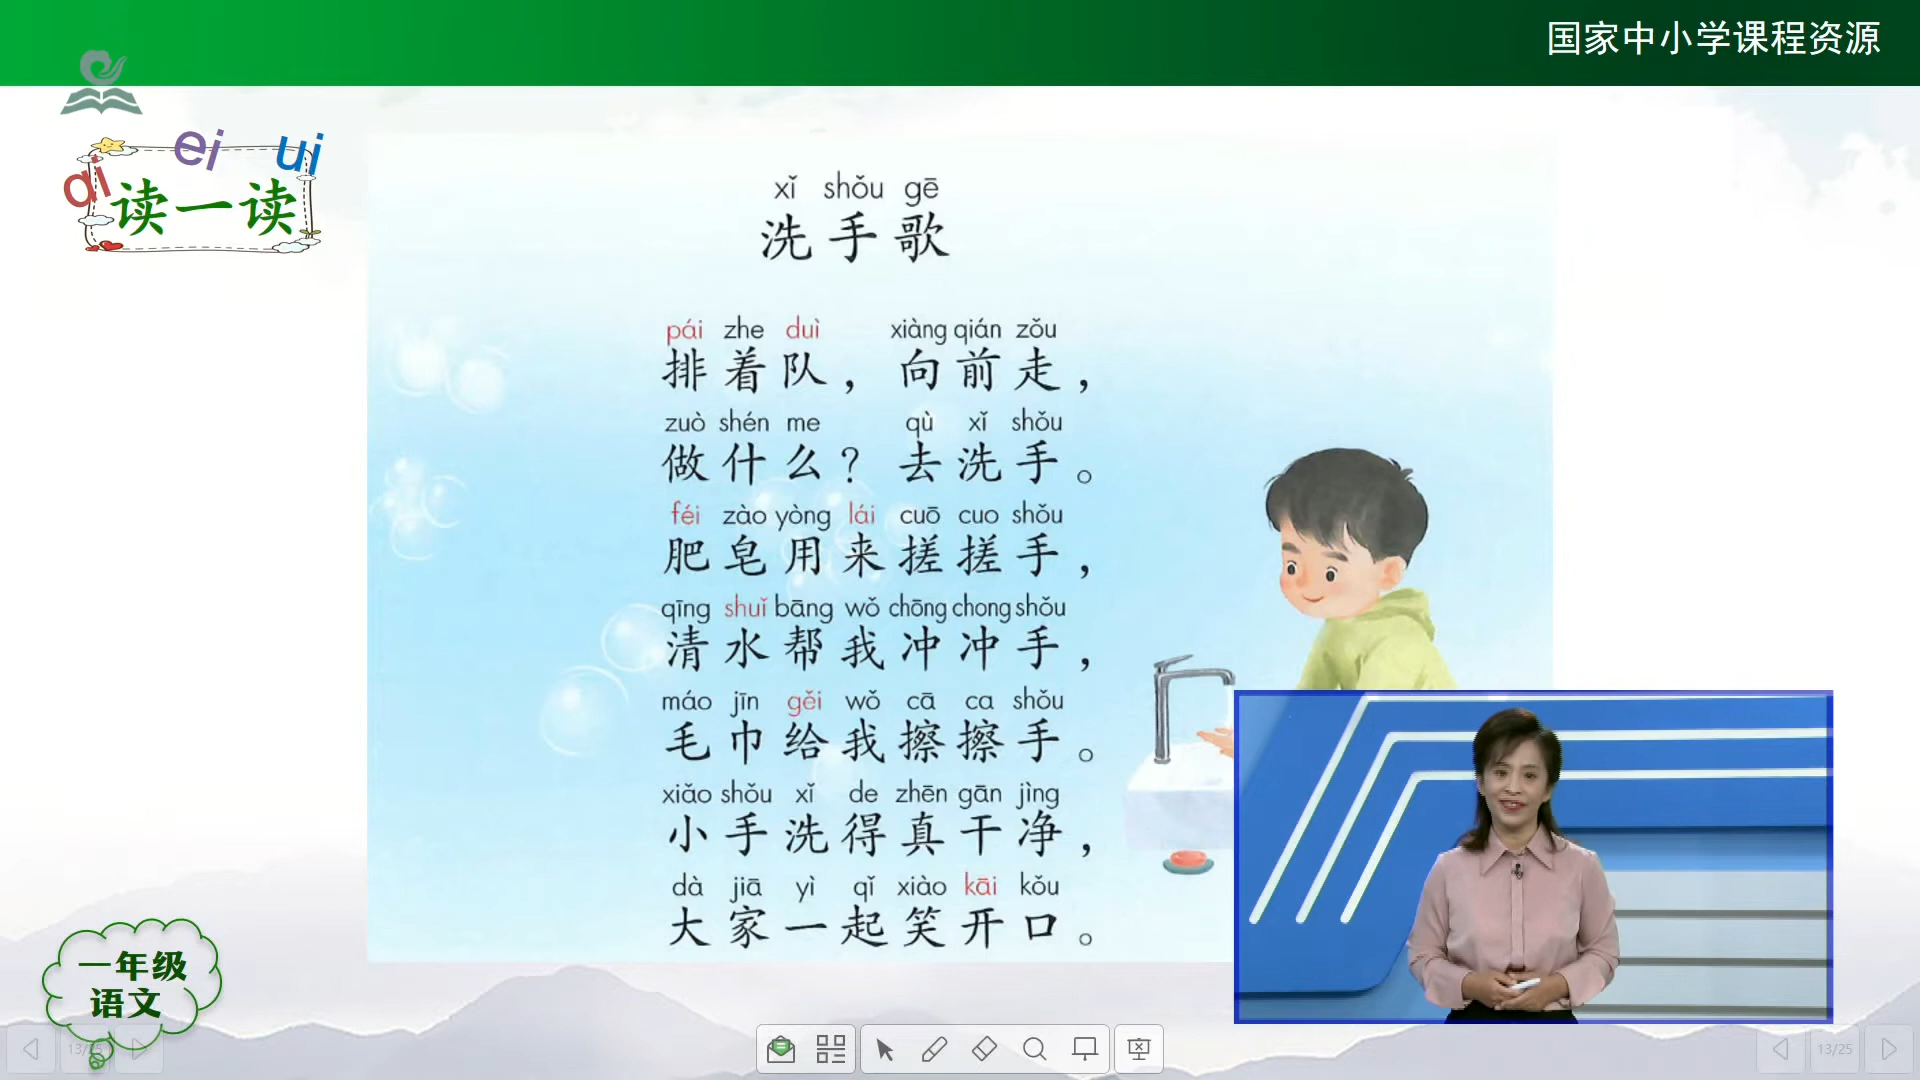 国家中小学课程资源
ɑi ei ui
读一读
xǐ shǒu gē
洗手歌
pái zhe duì xiàng qián zǒu
排着队，向前走，
zuò shén me qù xǐ shǒu
做什么？去洗手。
féi zào yòng lái cuō cuo shǒu
肥皂用来搓搓手，
qīng shuǐ bāng wǒ chōng chong shǒu
清水帮我冲冲手，
máo jīn gěi wǒ cā ca shǒu
毛巾给我擦擦手。
xiǎo shǒu xǐ de zhēn gān jìng
小手洗得真干净，
dà jiā yì qǐ xiào kāi kǒu
大家一起笑开口。
一年级
语文
13/25
13/25